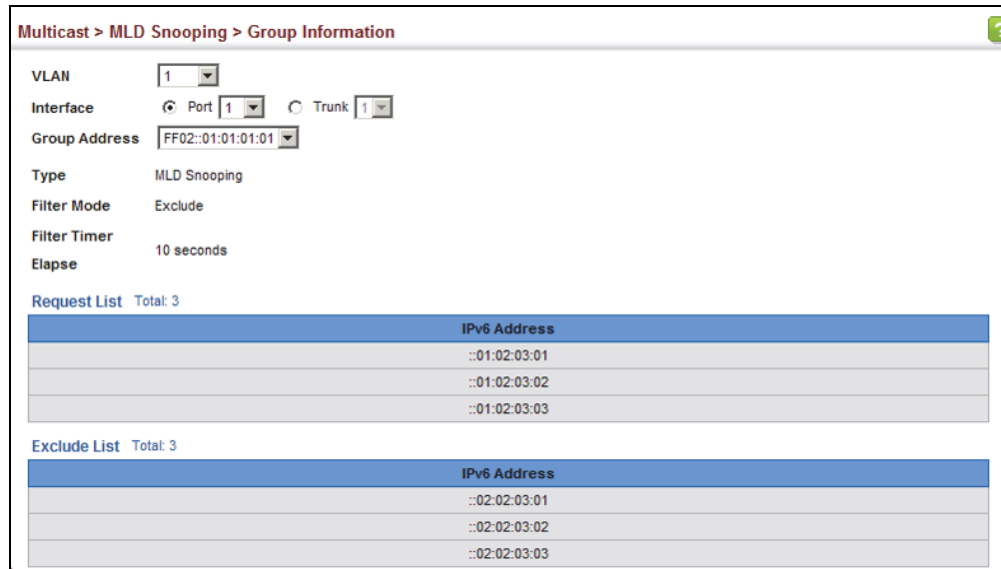 Multicast > MLD Snooping > Group Information
?
VLAN 1
Interface Port 1 Trunk 1
Group Address FF02::01:01:01:01
Type MLD Snooping
Filter Mode Exclude
Filter Timer
Elapse
10 seconds
Request List Total: 3
IPv6 Address
::01:02:03:01
::01:02:03:02
::01:02:03:03
Exclude List Total: 3
IPv6 Address
::02:02:03:01
::02:02:03:02
::02:02:03:03